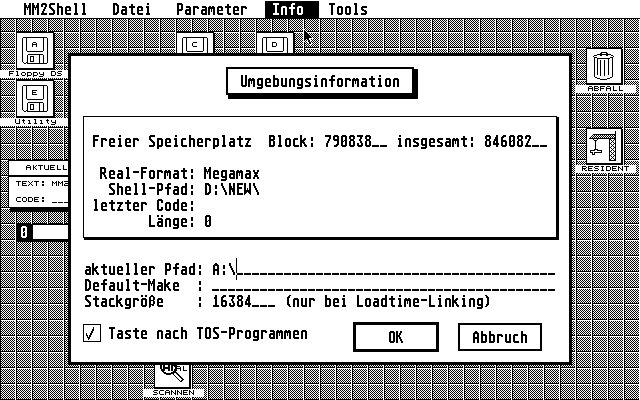 MM2Shell Datei Parameter Info Tools
A C D
Floppy DS
E
Utility
ABFALL
RESIDENT
AKTUELL
TEXT: MM2
CODE: ___
0
Umgebungsinformation
Freier Speicherplatz Block: 790838__ insgesamt: 846082__
Real-Format: Megamax
Shell-Pfad: D:\NEW\
letzter Code:
Länge: 0
aktueller Pfad: A:\
Default-Make :
Stackgröße : 16384___ (nur bei Loadtime-Linking)
Taste nach TOS-Programmen
OK Abbruch
SCANNEN